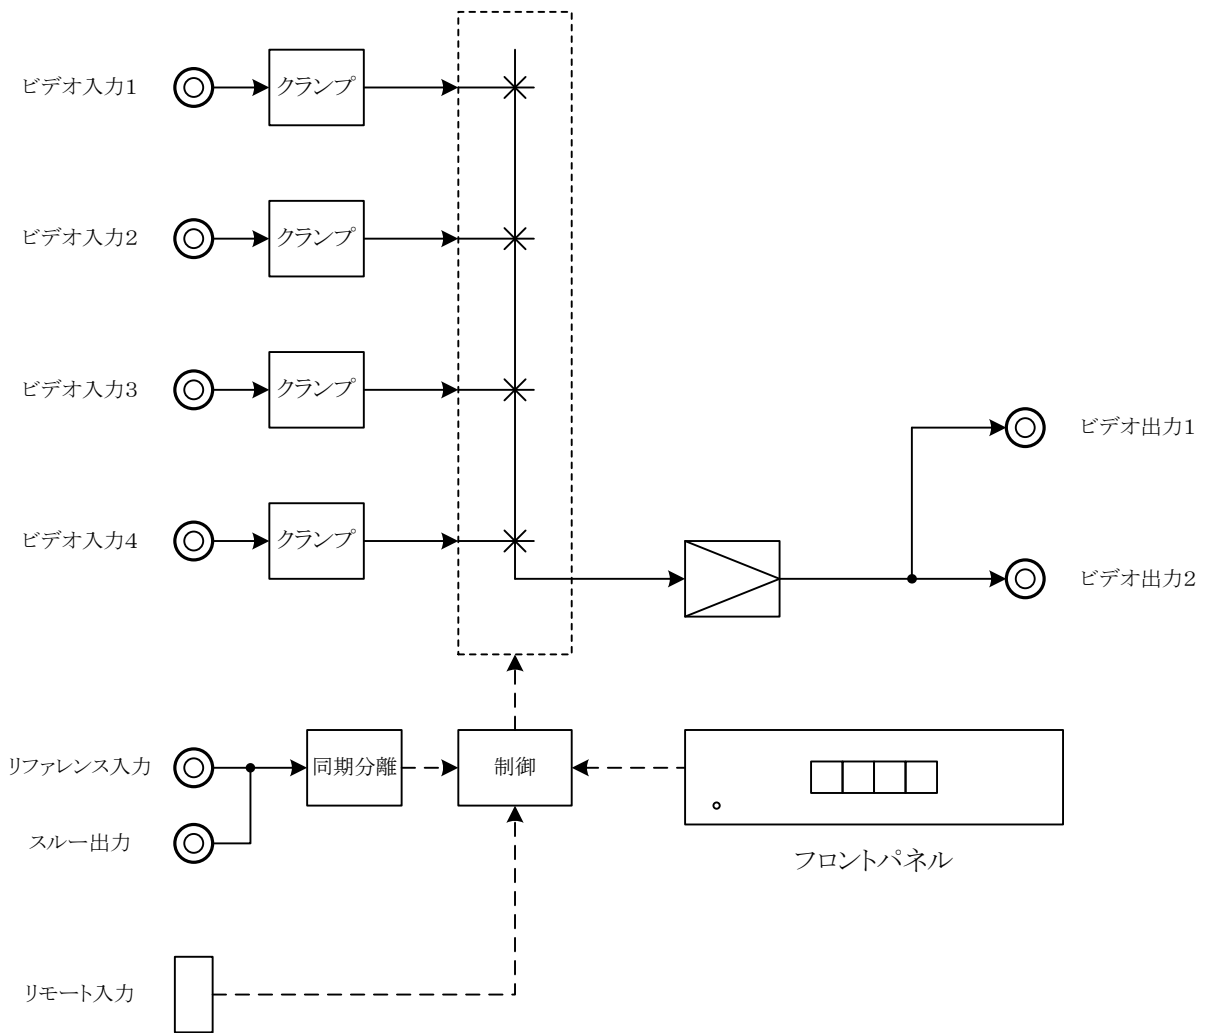 ビデオ入力1
クランプ
ビデオ入力2
クランプ
ビデオ入力3
クランプ
ビデオ出力1
ビデオ入力4
クランプ
ビデオ出力2
リファレンス入力
同期分離
制御
スルー出力
フロントパネル
リモート入力